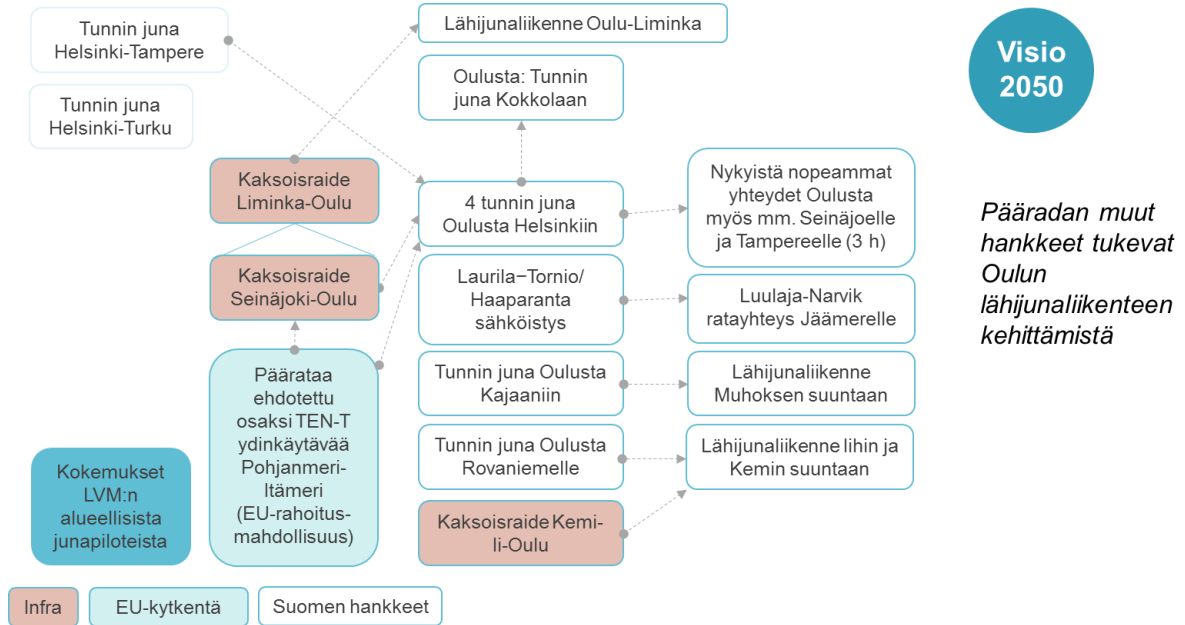 Tunnin juna
Helsinki-Tampere
Tunnin juna
Helsinki-Turku
Lähijunaliikenne Oulu-Liminka
Oulusta: Tunnin
juna Kokkolaan
Visio
2050
Kaksoisraide
Liminka-Oulu
4 tunnin juna
Oulusta Helsinkiin
Nykyistä nopeammat
yhteydet Oulusta
myös mm. Seinäjoelle
ja Tampereelle (3 h)
Pääradan muut
hankkeet tukevat
Oulun
lähijunaliikenteen
kehittämistä
Kaksoisraide
Seinäjoki-Oulu
Laurila−Tornio/
Haaparanta
sähköistys
Luulaja-Narvik
ratayhteys Jäämerelle
Päärataa
ehdotettu
osaksi TEN-T
ydinkäytävää
Pohjanmeri-
Itämeri
(EU-rahoitus-
mahdollisuus)
Tunnin juna Oulusta
Kajaaniin
Lähijunaliikenne
Muhoksen suuntaan
Tunnin juna Oulusta
Rovaniemelle
Lähijunaliikenne Iihin ja
Kemin suuntaan
Kokemukset
LVM:n
alueellisista
junapiloteista
Kaksoisraide Kemi-
Ii-Oulu
Infra
EU-kytkentä
Suomen hankkeet